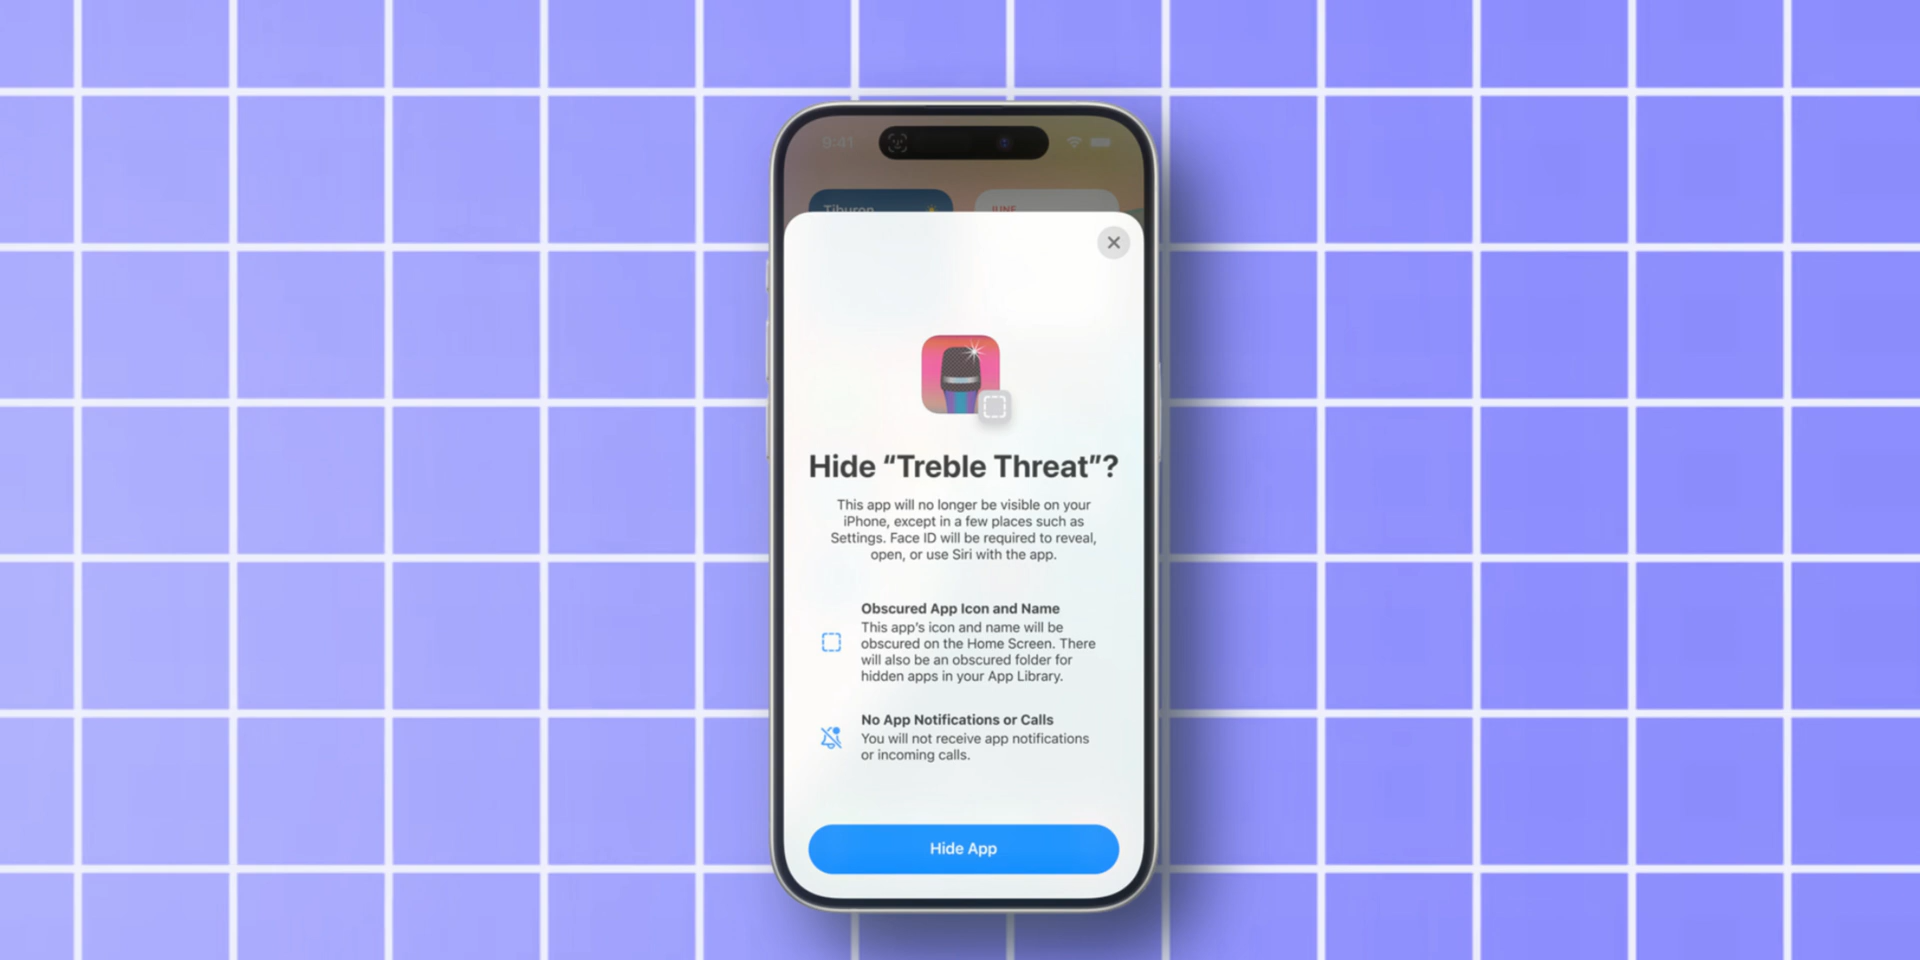 9:41
Tiburon
JUNE
Hide “Treble Threat”?
This app will no longer be visible on your
iPhone, except in a few places such as
Settings. Face ID will be required to reveal,
open, or use Siri with the app.
Obscured App Icon and Name
This app’s icon and name will be
obscured on the Home Screen. There
will also be an obscured folder for
hidden apps in your App Library.
No App Notifications or Calls
You will not receive app notifications
or incoming calls.
Hide App